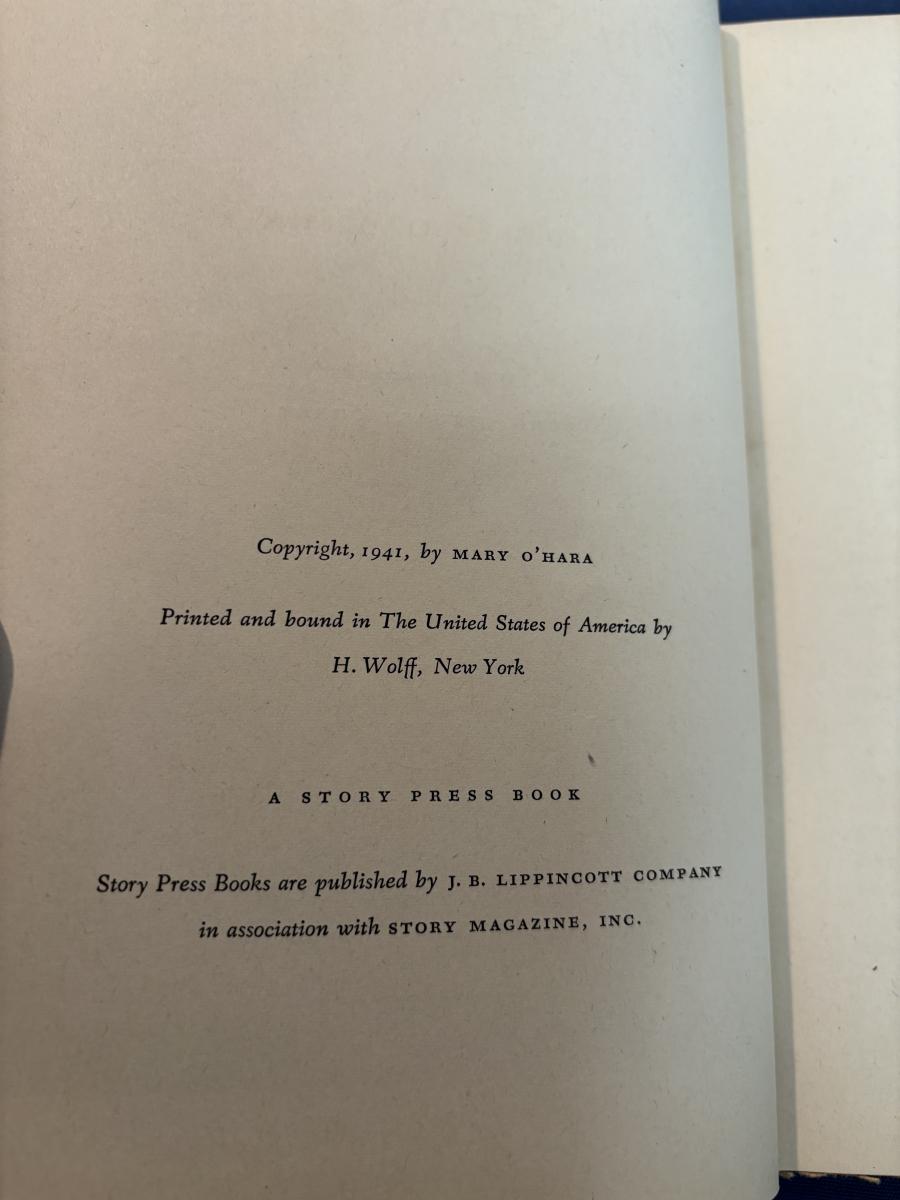 Copyright, 1941, by MARY O'HARA
Printed and bound in The United States of America by
H. Wolff, New York
A STORY PRESS BOOK
Story Press Books are published by J. B. LIPPINCOTT COMPANY
in association with STORY MAGAZINE, INC.